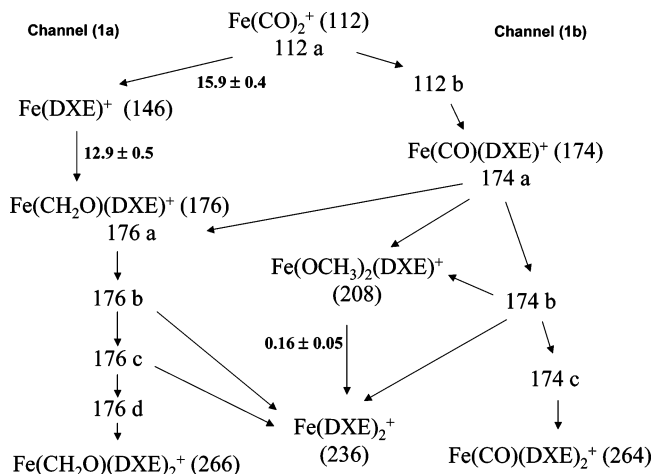 Channel (1a)
Fe(CO)₂⁺ (112)
112 a
Channel (1b)
15.9 ± 0.4
112 b
Fe(DXE)⁺ (146)
12.9 ± 0.5
Fe(CO)(DXE)⁺ (174)
174 a
Fe(CH₂O)(DXE)⁺ (176)
176 a
Fe(OCH₃)₂(DXE)⁺
(208)
176 b
174 b
0.16 ± 0.05
176 c
174 c
176 d
Fe(DXE)₂⁺
(236)
Fe(CH₂O)(DXE)₂⁺ (266)
Fe(CO)(DXE)₂⁺ (264)